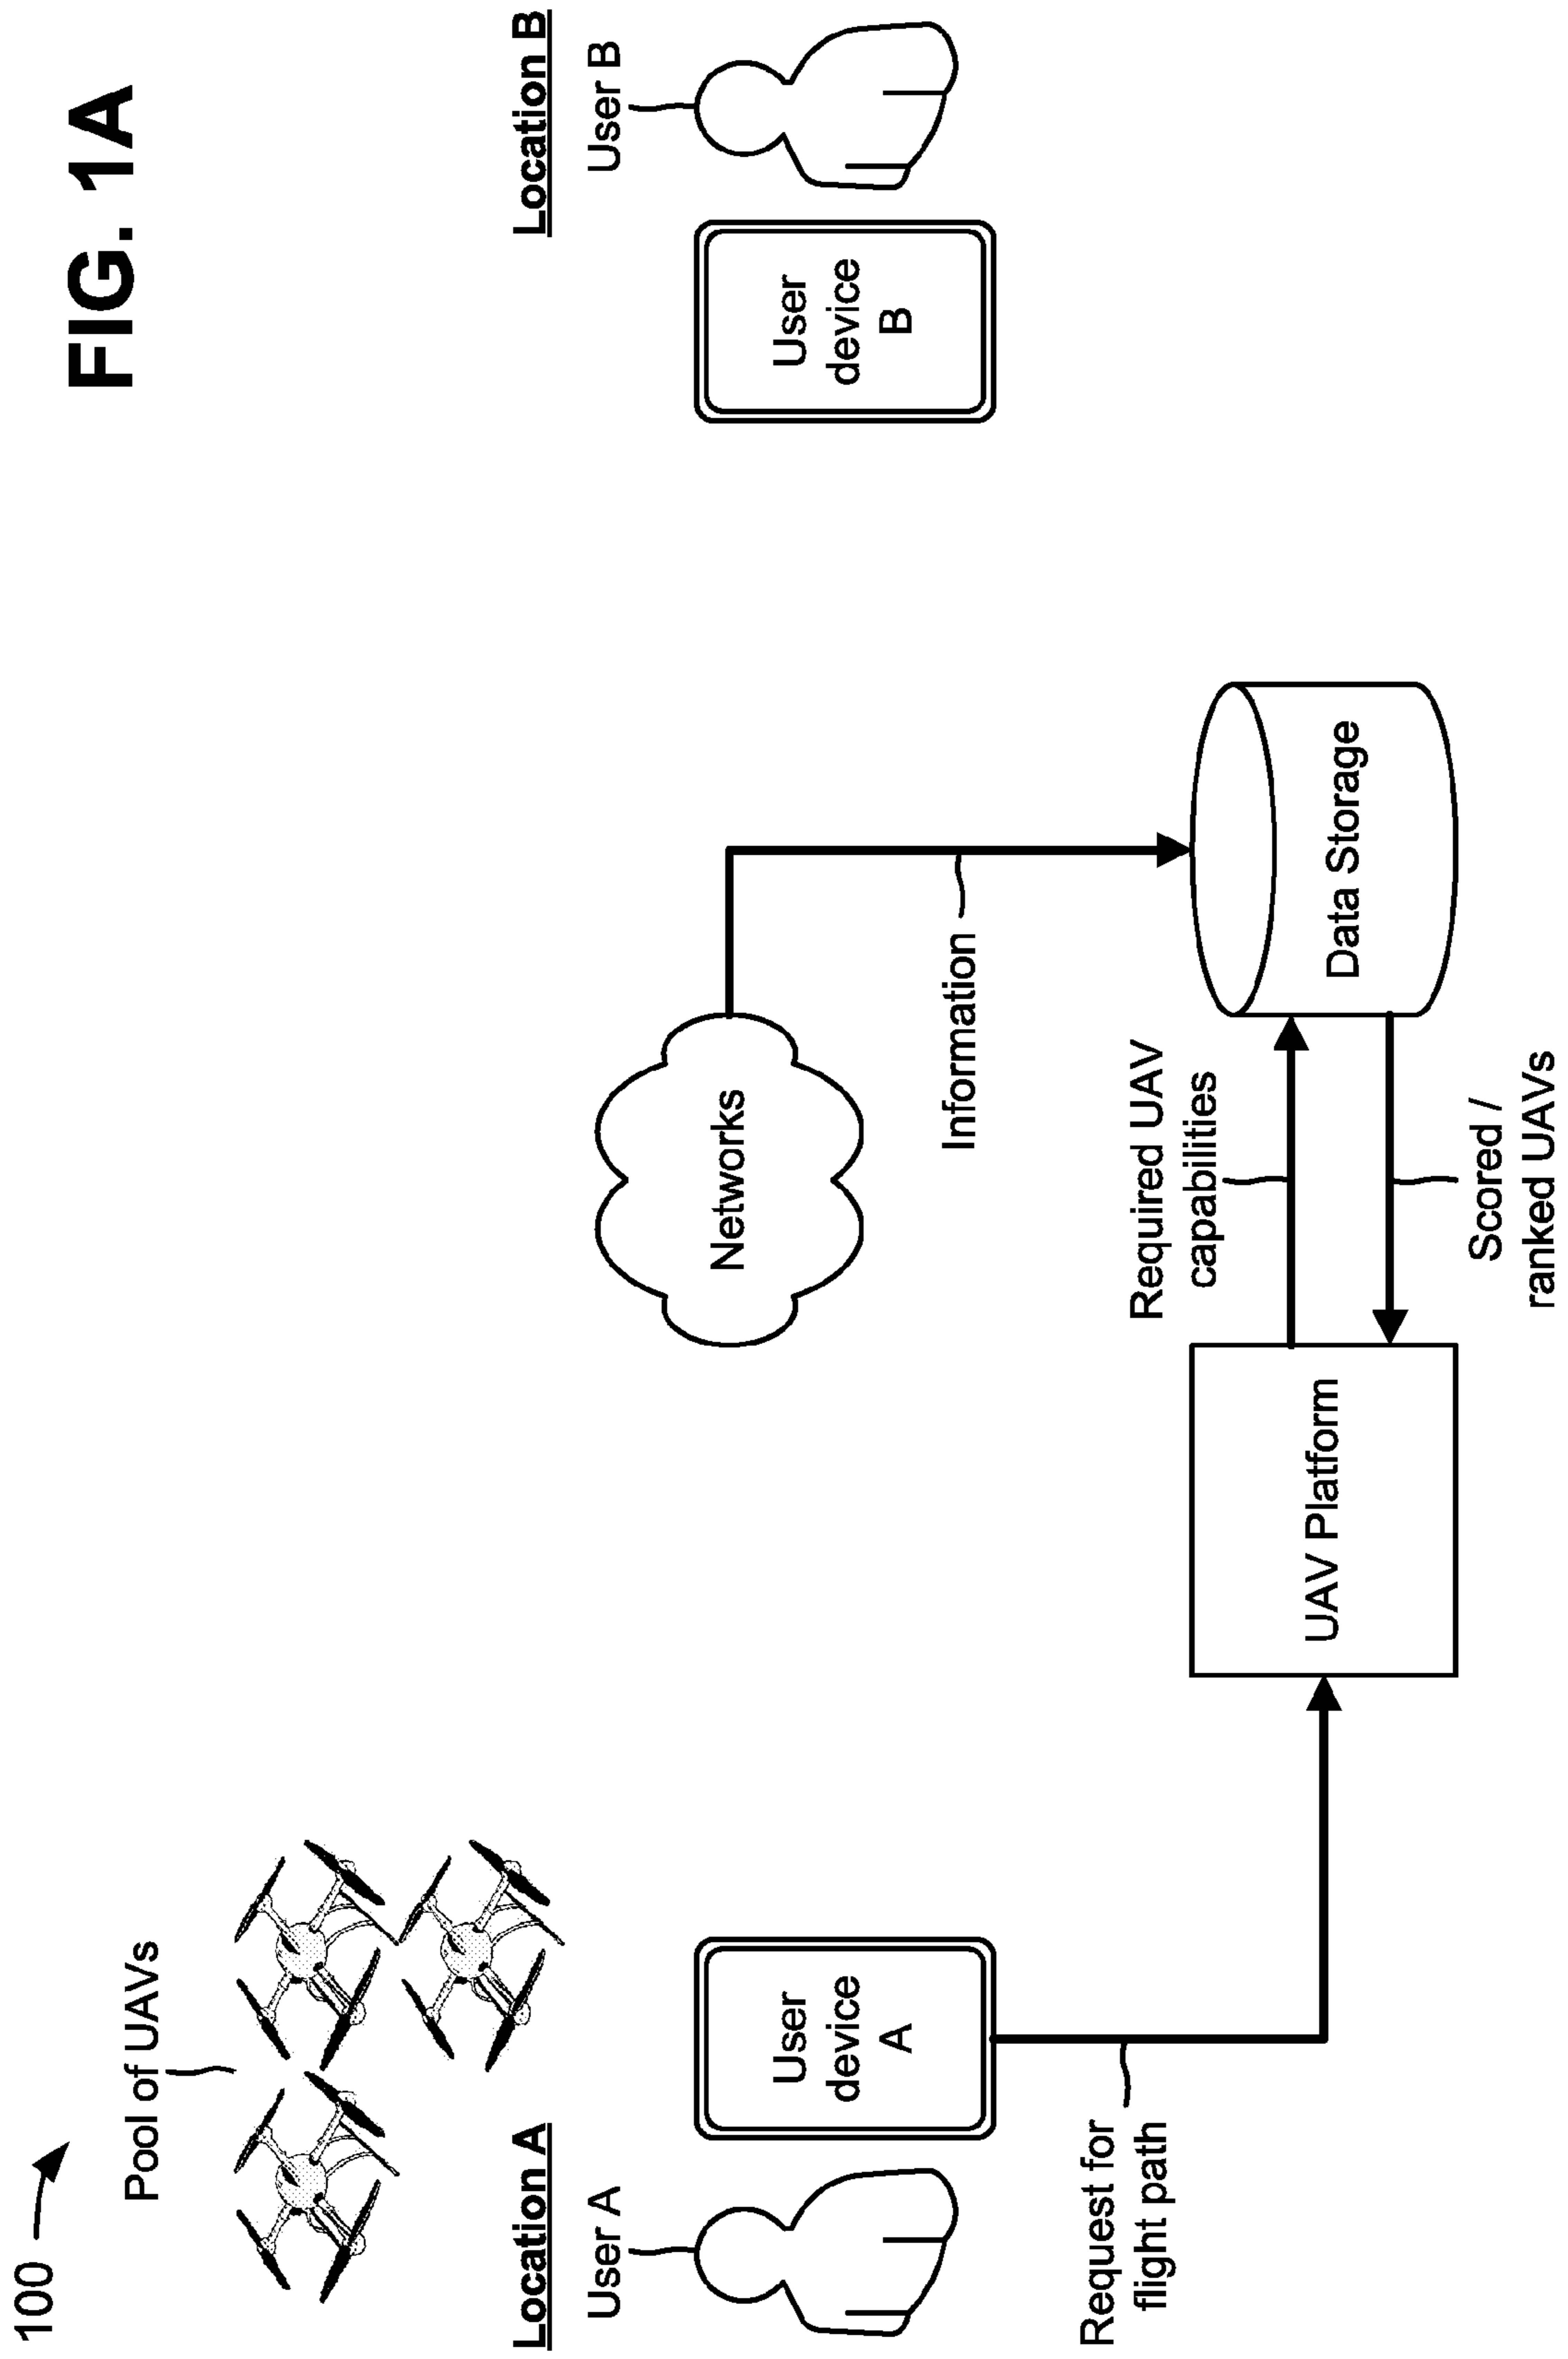 100
Pool of UAVs
FIG. 1A
Location A
User A
User
device
A
Request for
flight path
Networks
Information
UAV Platform
Required UAV
capabilities
Scored /
ranked UAVs
Data Storage
Location B
User B
User
device
B